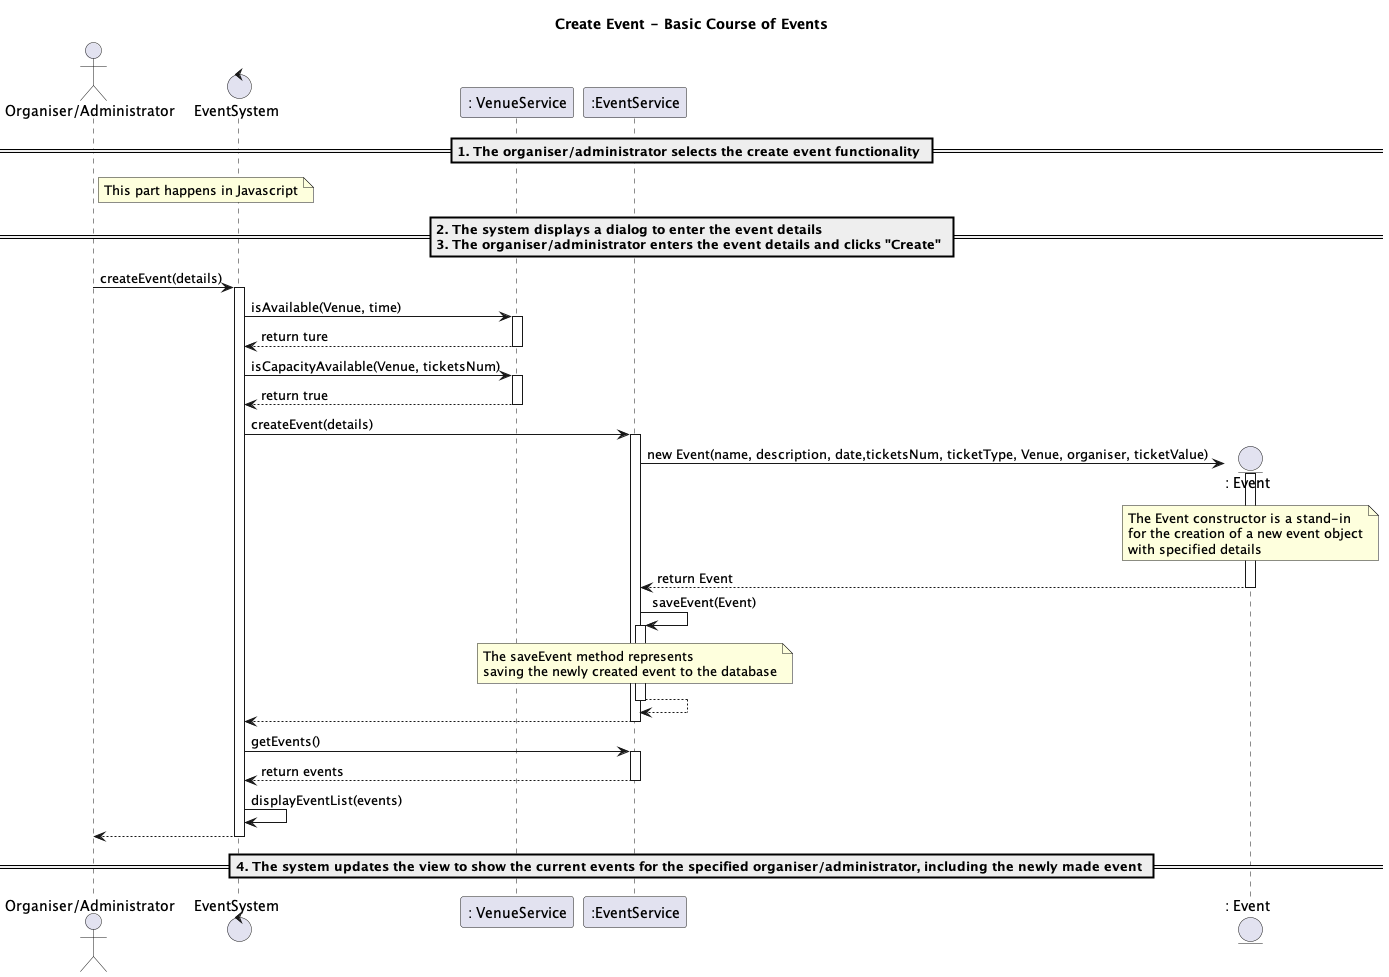 Create Event - Basic Course of Events
Organiser/Administrator
EventSystem
: VenueService
:EventService
1. The organiser/administrator selects the create event functionality
This part happens in Javascript
2. The system displays a dialog to enter the event details
3. The organiser/administrator enters the event details and clicks "Create"
createEvent(details)
isAvailable(Venue, time)
return ture
isCapacityAvailable(Venue, ticketsNum)
return true
createEvent(details)
new Event(name, description, date,ticketsNum, ticketType, Venue, organiser, ticketValue)
: Event
The Event constructor is a stand-in
for the creation of a new event object
with specified details
return Event
saveEvent(Event)
The saveEvent method represents
saving the newly created event to the database
getEvents()
return events
displayEventList(events)
4. The system updates the view to show the current events for the specified organiser/administrator, including the newly made event
Organiser/Administrator
EventSystem
: VenueService
:EventService
: Event